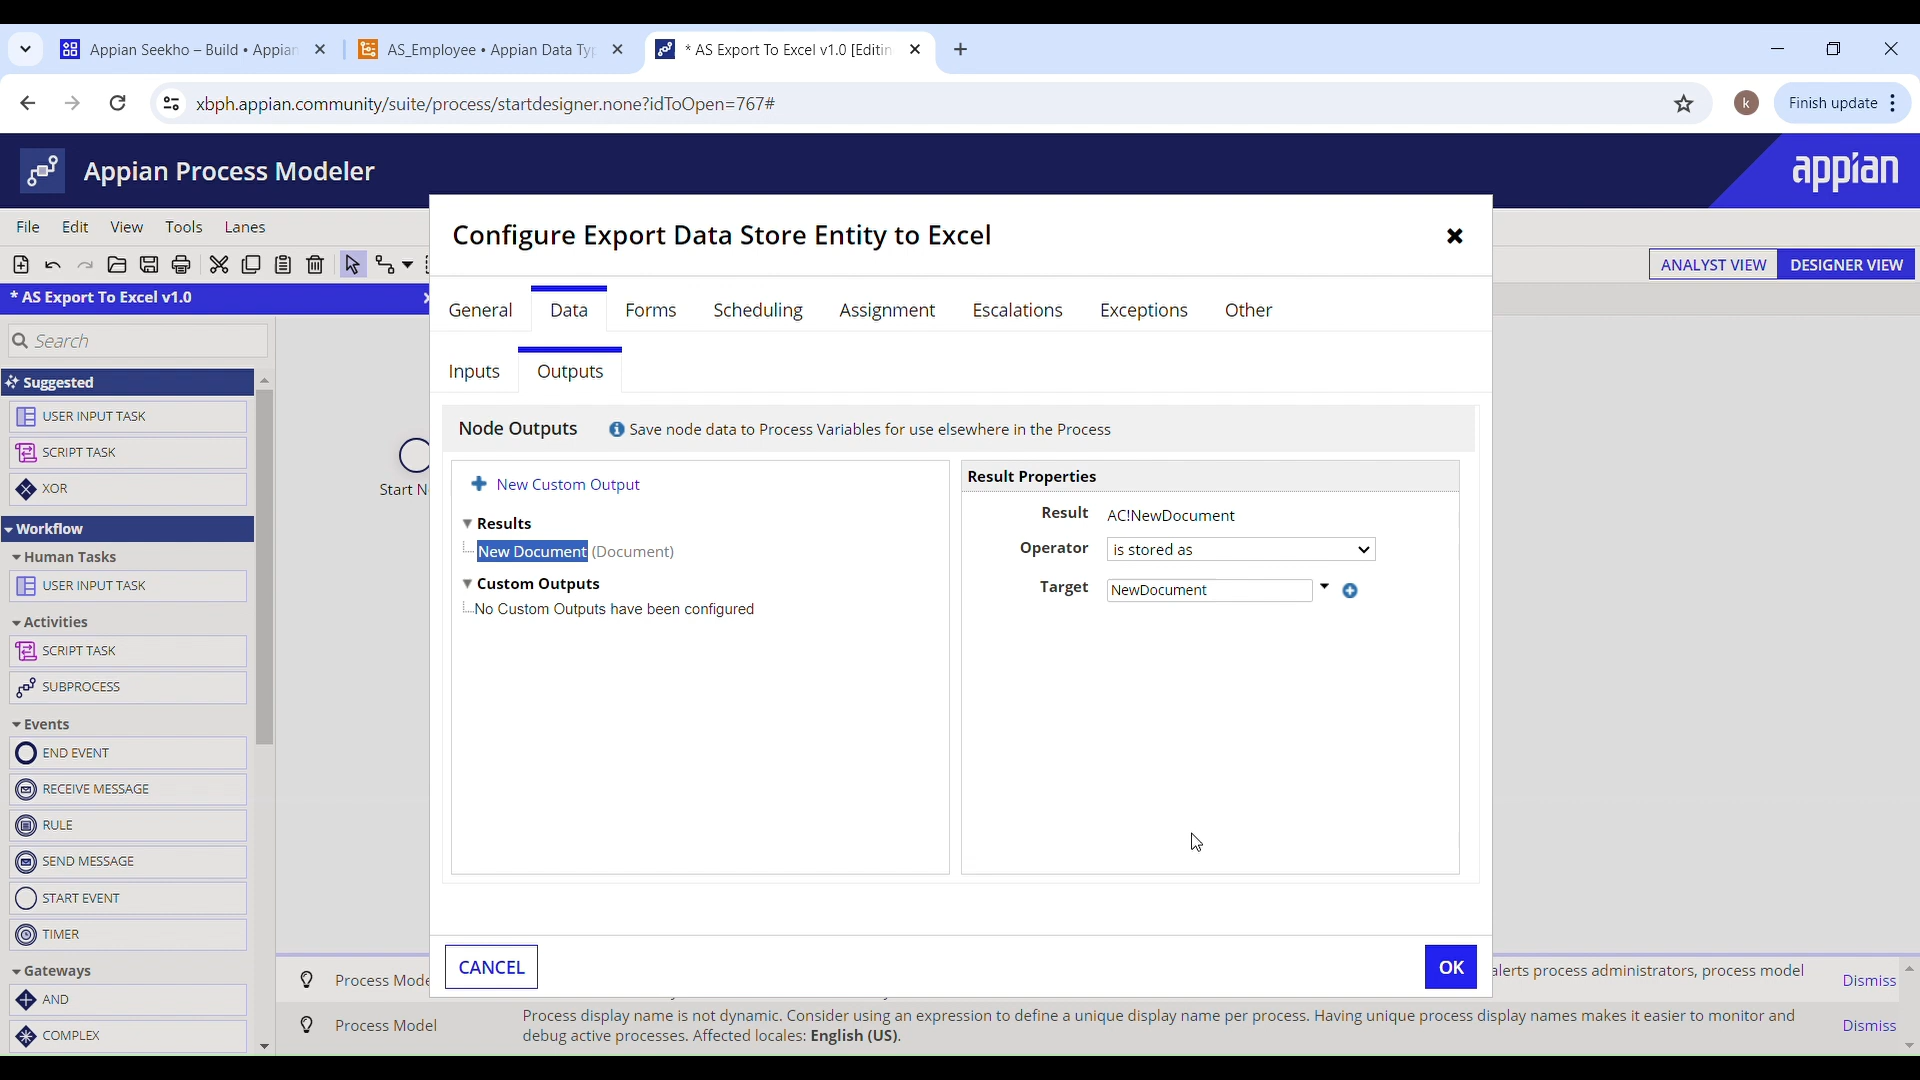 Appian Seekho – Build • Appian
AS_Employee • Appian Data Typ
* AS Export To Excel v1.0 [Editin
xbph.appian.community/suite/process/startdesigner.none?idToOpen=767#
k
Finish update
Appian Process Modeler
appian
File Edit View Tools Lanes
ANALYST VIEW DESIGNER VIEW
* AS Export To Excel v1.0
Search
Suggested
USER INPUT TASK
SCRIPT TASK
XOR
Workflow
Human Tasks
USER INPUT TASK
Activities
SCRIPT TASK
SUBPROCESS
Events
END EVENT
RECEIVE MESSAGE
RULE
SEND MESSAGE
START EVENT
TIMER
Gateways
AND
COMPLEX
Start N
Configure Export Data Store Entity to Excel
General Data Forms Scheduling Assignment Escalations Exceptions Other
Inputs Outputs
Node Outputs Save node data to Process Variables for use elsewhere in the Process
New Custom Output
Results
New Document (Document)
Custom Outputs
No Custom Outputs have been configured
Result Properties
Result AC!NewDocument
Operator is stored as
Target NewDocument
CANCEL
OK
Process Mode
alerts process administrators, process model
Dismiss
Process Model
Process display name is not dynamic. Consider using an expression to define a unique display name per process. Having unique process display names makes it easier to monitor and
debug active processes. Affected locales: English (US).
Dismiss